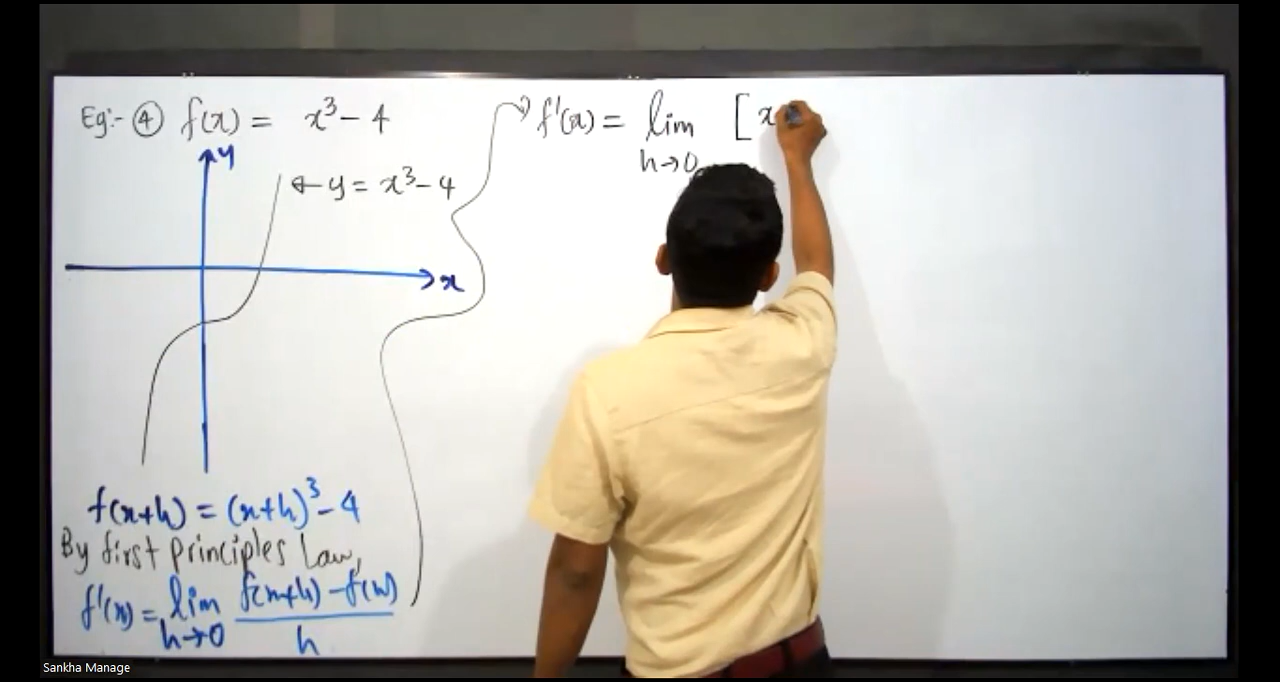 Eg:- ④ f(x) = x³ - 4
y
← y = x³ - 4
x
f(x+h) = (x+h)³ - 4
By first principles Law,
f'(x) = lim h→0 f(x+h) - f(x) / h
f'(x) = lim h→0 [x
Sankha Manage